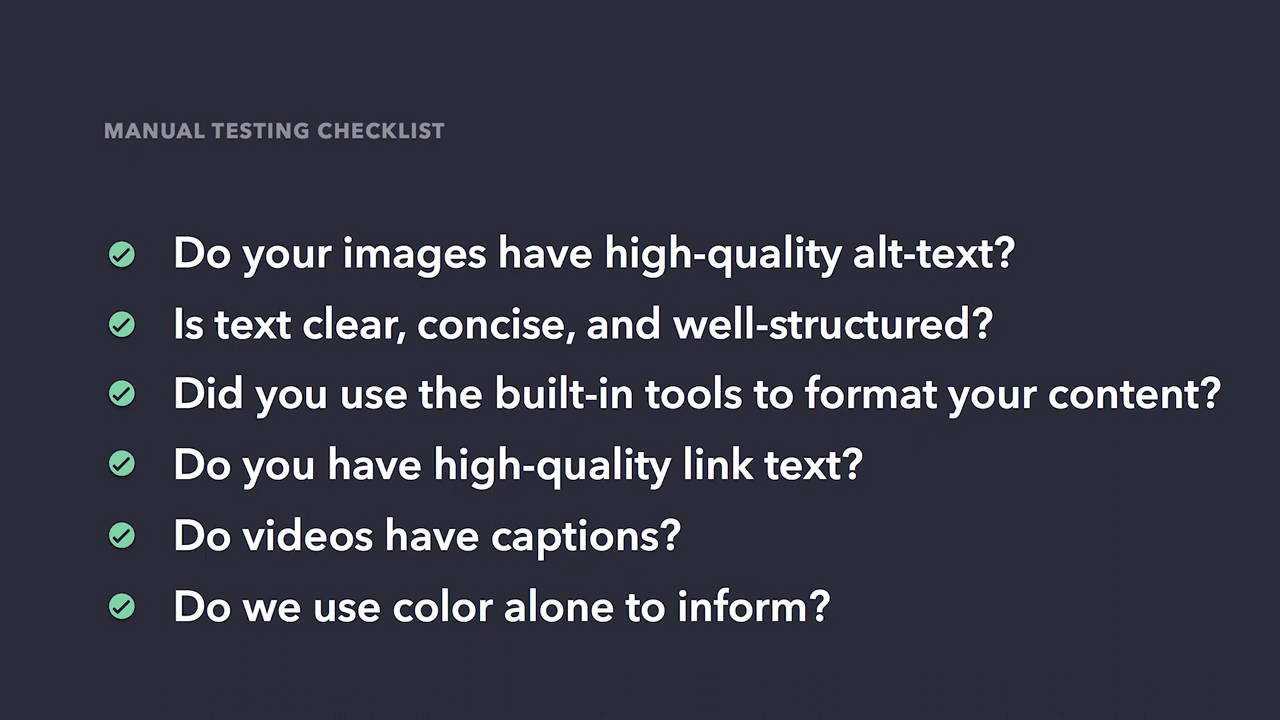 MANUAL TESTING CHECKLIST
Do your images have high-quality alt-text?
Is text clear, concise, and well-structured?
Did you use the built-in tools to format your content?
Do you have high-quality link text?
Do videos have captions?
Do we use color alone to inform?